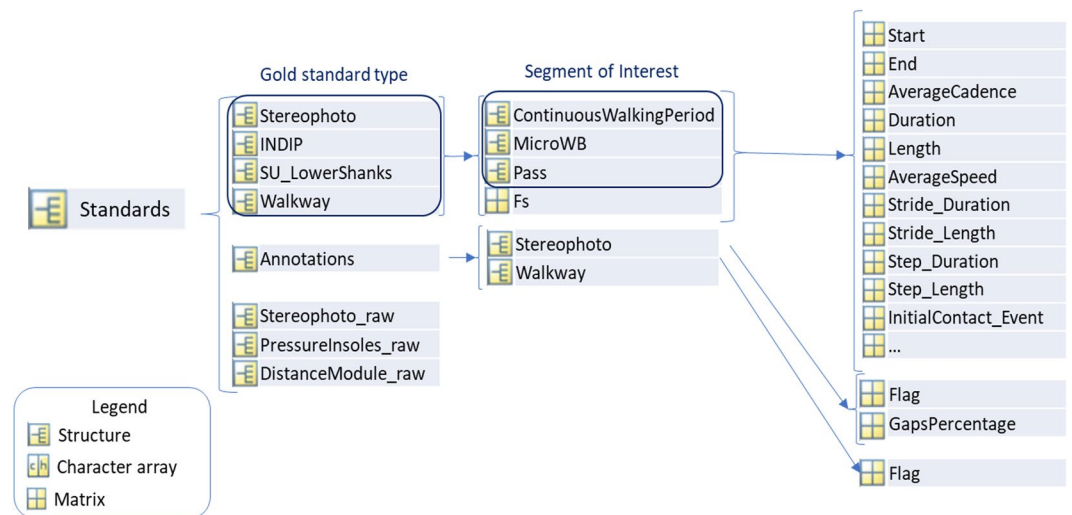 Standards
Gold standard type
Stereophoto
INDIP
SU_LowerShanks
Walkway
Annotations
Stereophoto_raw
PressureInsoles_raw
DistanceModule_raw
Segment of Interest
ContinuousWalkingPeriod
MicroWB
Pass
Fs
Stereophoto
Walkway
Start
End
AverageCadence
Duration
Length
AverageSpeed
Stride_Duration
Stride_Length
Step_Duration
Step_Length
InitialContact_Event
...
Flag
GapsPercentage
Flag
Legend
Structure
ch Character array
Matrix